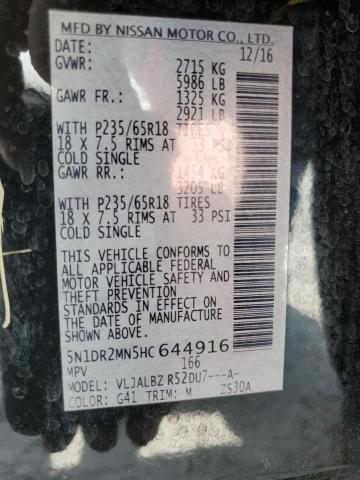 MFD BY NISSAN MOTOR CO., LTD.
DATE: 12/16
GVWR: 2715 KG
5986 LB
GAWR FR: 1325 KG
2921 LB
WITH P235/65R18 TIRES
18 X 7.5 RIMS AT 33 PSI
COLD SINGLE
GAWR RR: 1454 KG
3205 LB
WITH P235/65R18 TIRES
18 X 7.5 RIMS AT 33 PSI
COLD SINGLE
THIS VEHICLE CONFORMS TO
ALL APPLICABLE FEDERAL
MOTOR VEHICLE SAFETY
AND THEFT PREVENTION
STANDARDS IN EFFECT ON
THE DATE OF MANUFACTURE
SHOWN ABOVE.
5N1DR2MN5HC 644916
MPV 166
MODEL: VLJALBZ R52DU7---A-
COLOR: G41 TRIM: M ZS30A